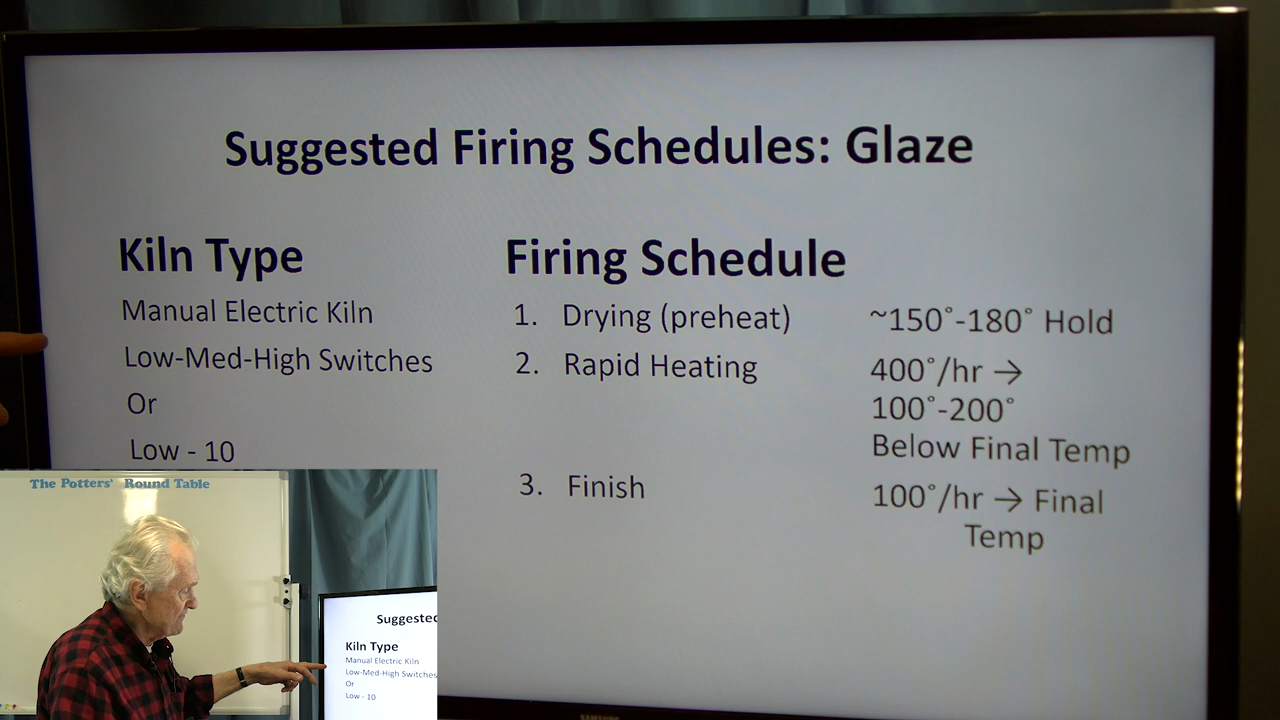 Suggested Firing Schedules: Glaze
Kiln Type
Manual Electric Kiln
Low-Med-High Switches
Or
Low - 10
Firing Schedule
1. Drying (preheat) ~150˚-180˚ Hold
2. Rapid Heating 400˚/hr →
100˚-200˚
Below Final Temp
3. Finish 100˚/hr → Final
Temp
The Potters' Round Table
Suggested
Kiln Type
Manual Electric Kiln
Low-Med-High Switches
Or
Low - 10
SAMSUNG